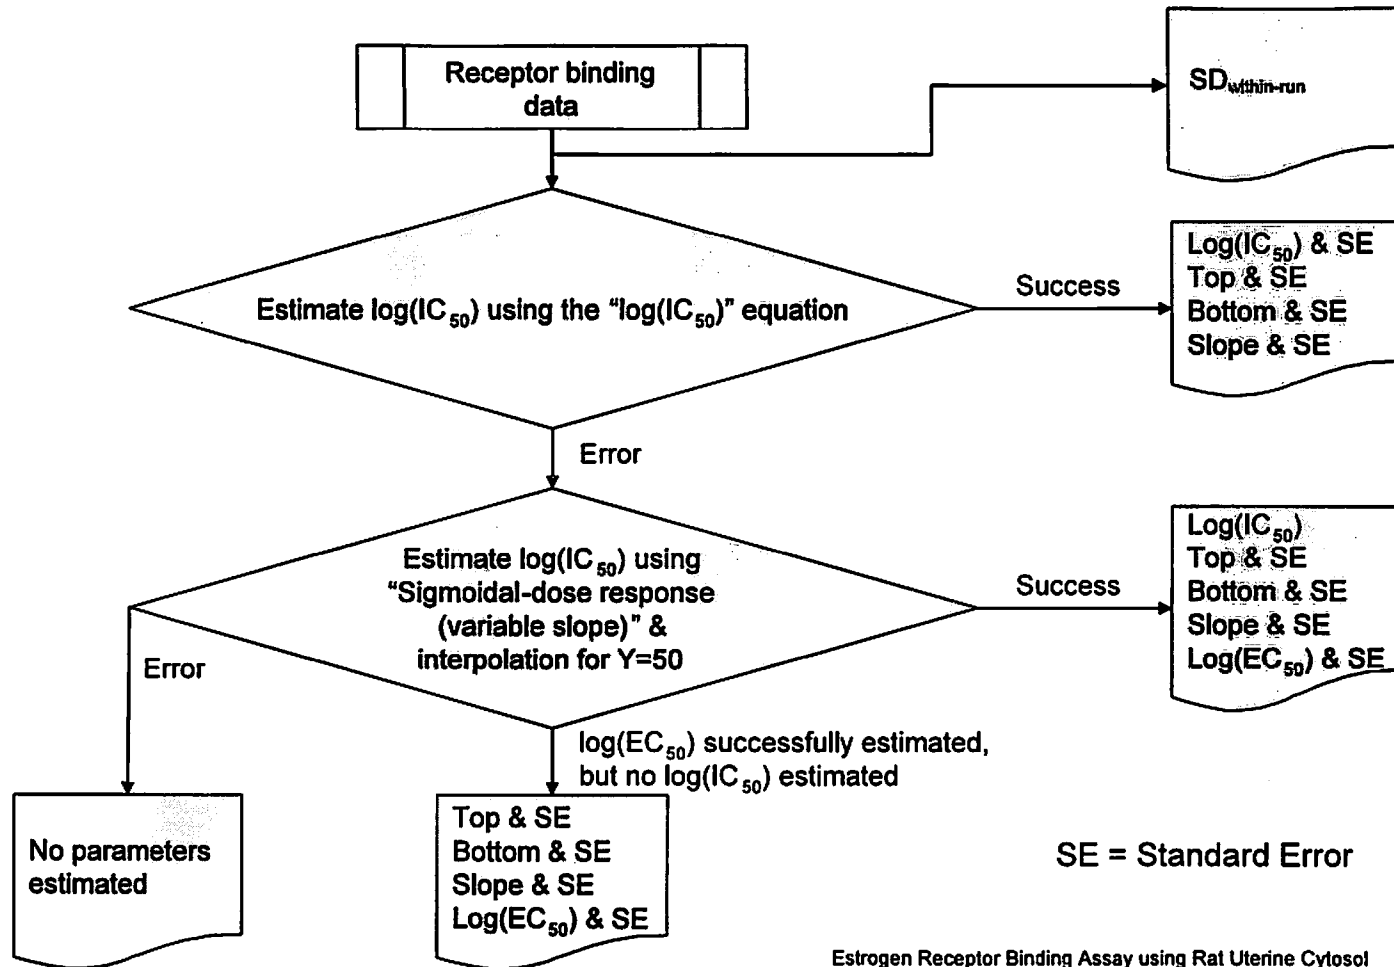 Receptor binding
data
SDwithin-run
Estimate log(IC50) using the “log(IC50)” equation
Success
Log(IC50) & SE
Top & SE
Bottom & SE
Slope & SE
Error
Estimate log(IC50) using
“Sigmoidal-dose response
(variable slope)” &
interpolation for Y=50
Success
Log(IC50)
Top & SE
Bottom & SE
Slope & SE
Log(EC50) & SE
Error
log(EC50) successfully estimated,
but no log(IC50) estimated
No parameters
estimated
Top & SE
Bottom & SE
Slope & SE
Log(EC50) & SE
SE = Standard Error
Estrogen Receptor Binding Assay using Rat Uterine Cytosol